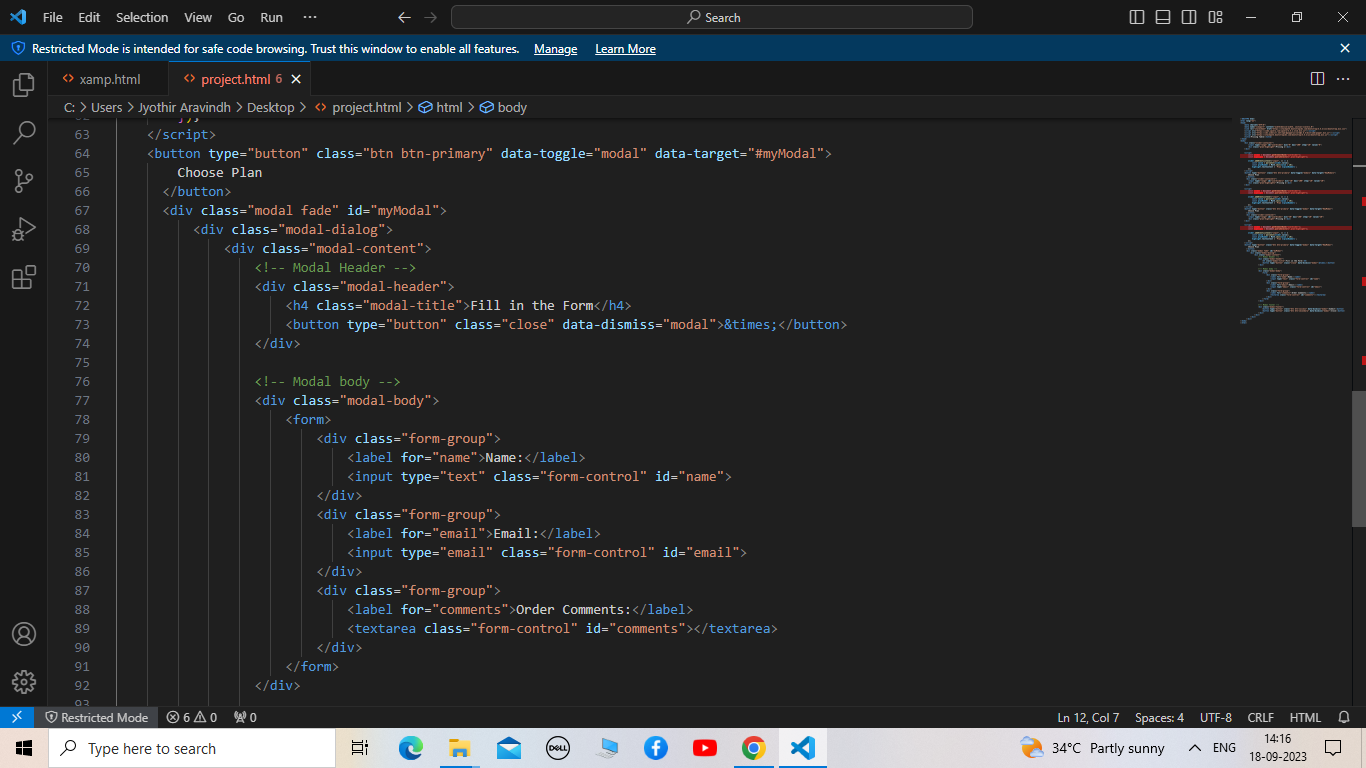 File Edit Selection View Go Run ··· Search
Restricted Mode is intended for safe code browsing. Trust this window to enable all features. Manage Learn More
xamp.html project.html 6
C: > Users > Jyothir Aravindh > Desktop > project.html > html > body
63 </script>
64 <button type="button" class="btn btn-primary" data-toggle="modal" data-target="#myModal">
65 Choose Plan
66 </button>
67 <div class="modal fade" id="myModal">
68 <div class="modal-dialog">
69 <div class="modal-content">
70 <!-- Modal Header -->
71 <div class="modal-header">
72 <h4 class="modal-title">Fill in the Form</h4>
73 <button type="button" class="close" data-dismiss="modal">&times;</button>
74 </div>
75
76 <!-- Modal body -->
77 <div class="modal-body">
78 <form>
79 <div class="form-group">
80 <label for="name">Name:</label>
81 <input type="text" class="form-control" id="name">
82 </div>
83 <div class="form-group">
84 <label for="email">Email:</label>
85 <input type="email" class="form-control" id="email">
86 </div>
87 <div class="form-group">
88 <label for="comments">Order Comments:</label>
89 <textarea class="form-control" id="comments"></textarea>
90 </div>
91 </form>
92 </div>
93
Restricted Mode 6 0 0 Ln 12, Col 7 Spaces: 4 UTF-8 CRLF HTML
Type here to search DELL 34°C Partly sunny ENG 14:16
18-09-2023